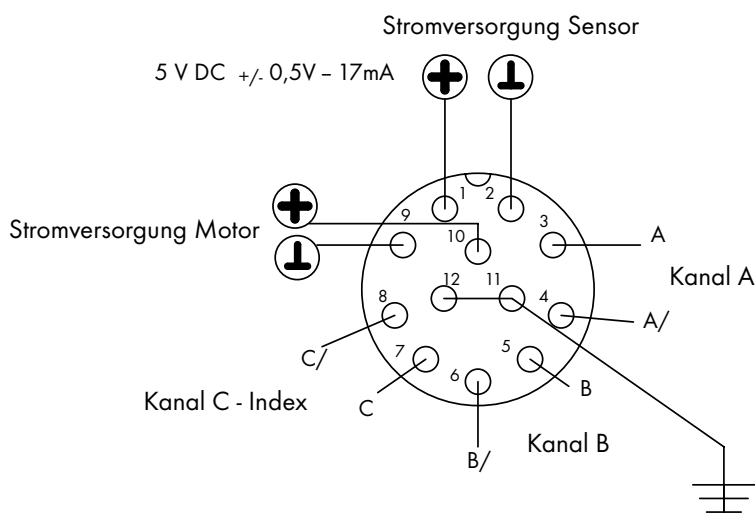 Stromversorgung Sensor
5 V DC +/- 0,5V – 17mA
1
2
9
3
10
A
Stromversorgung Motor
Kanal A
12
11
8
4
A/
C/
7
5
6
B
Kanal C - Index
C
Kanal B
B/